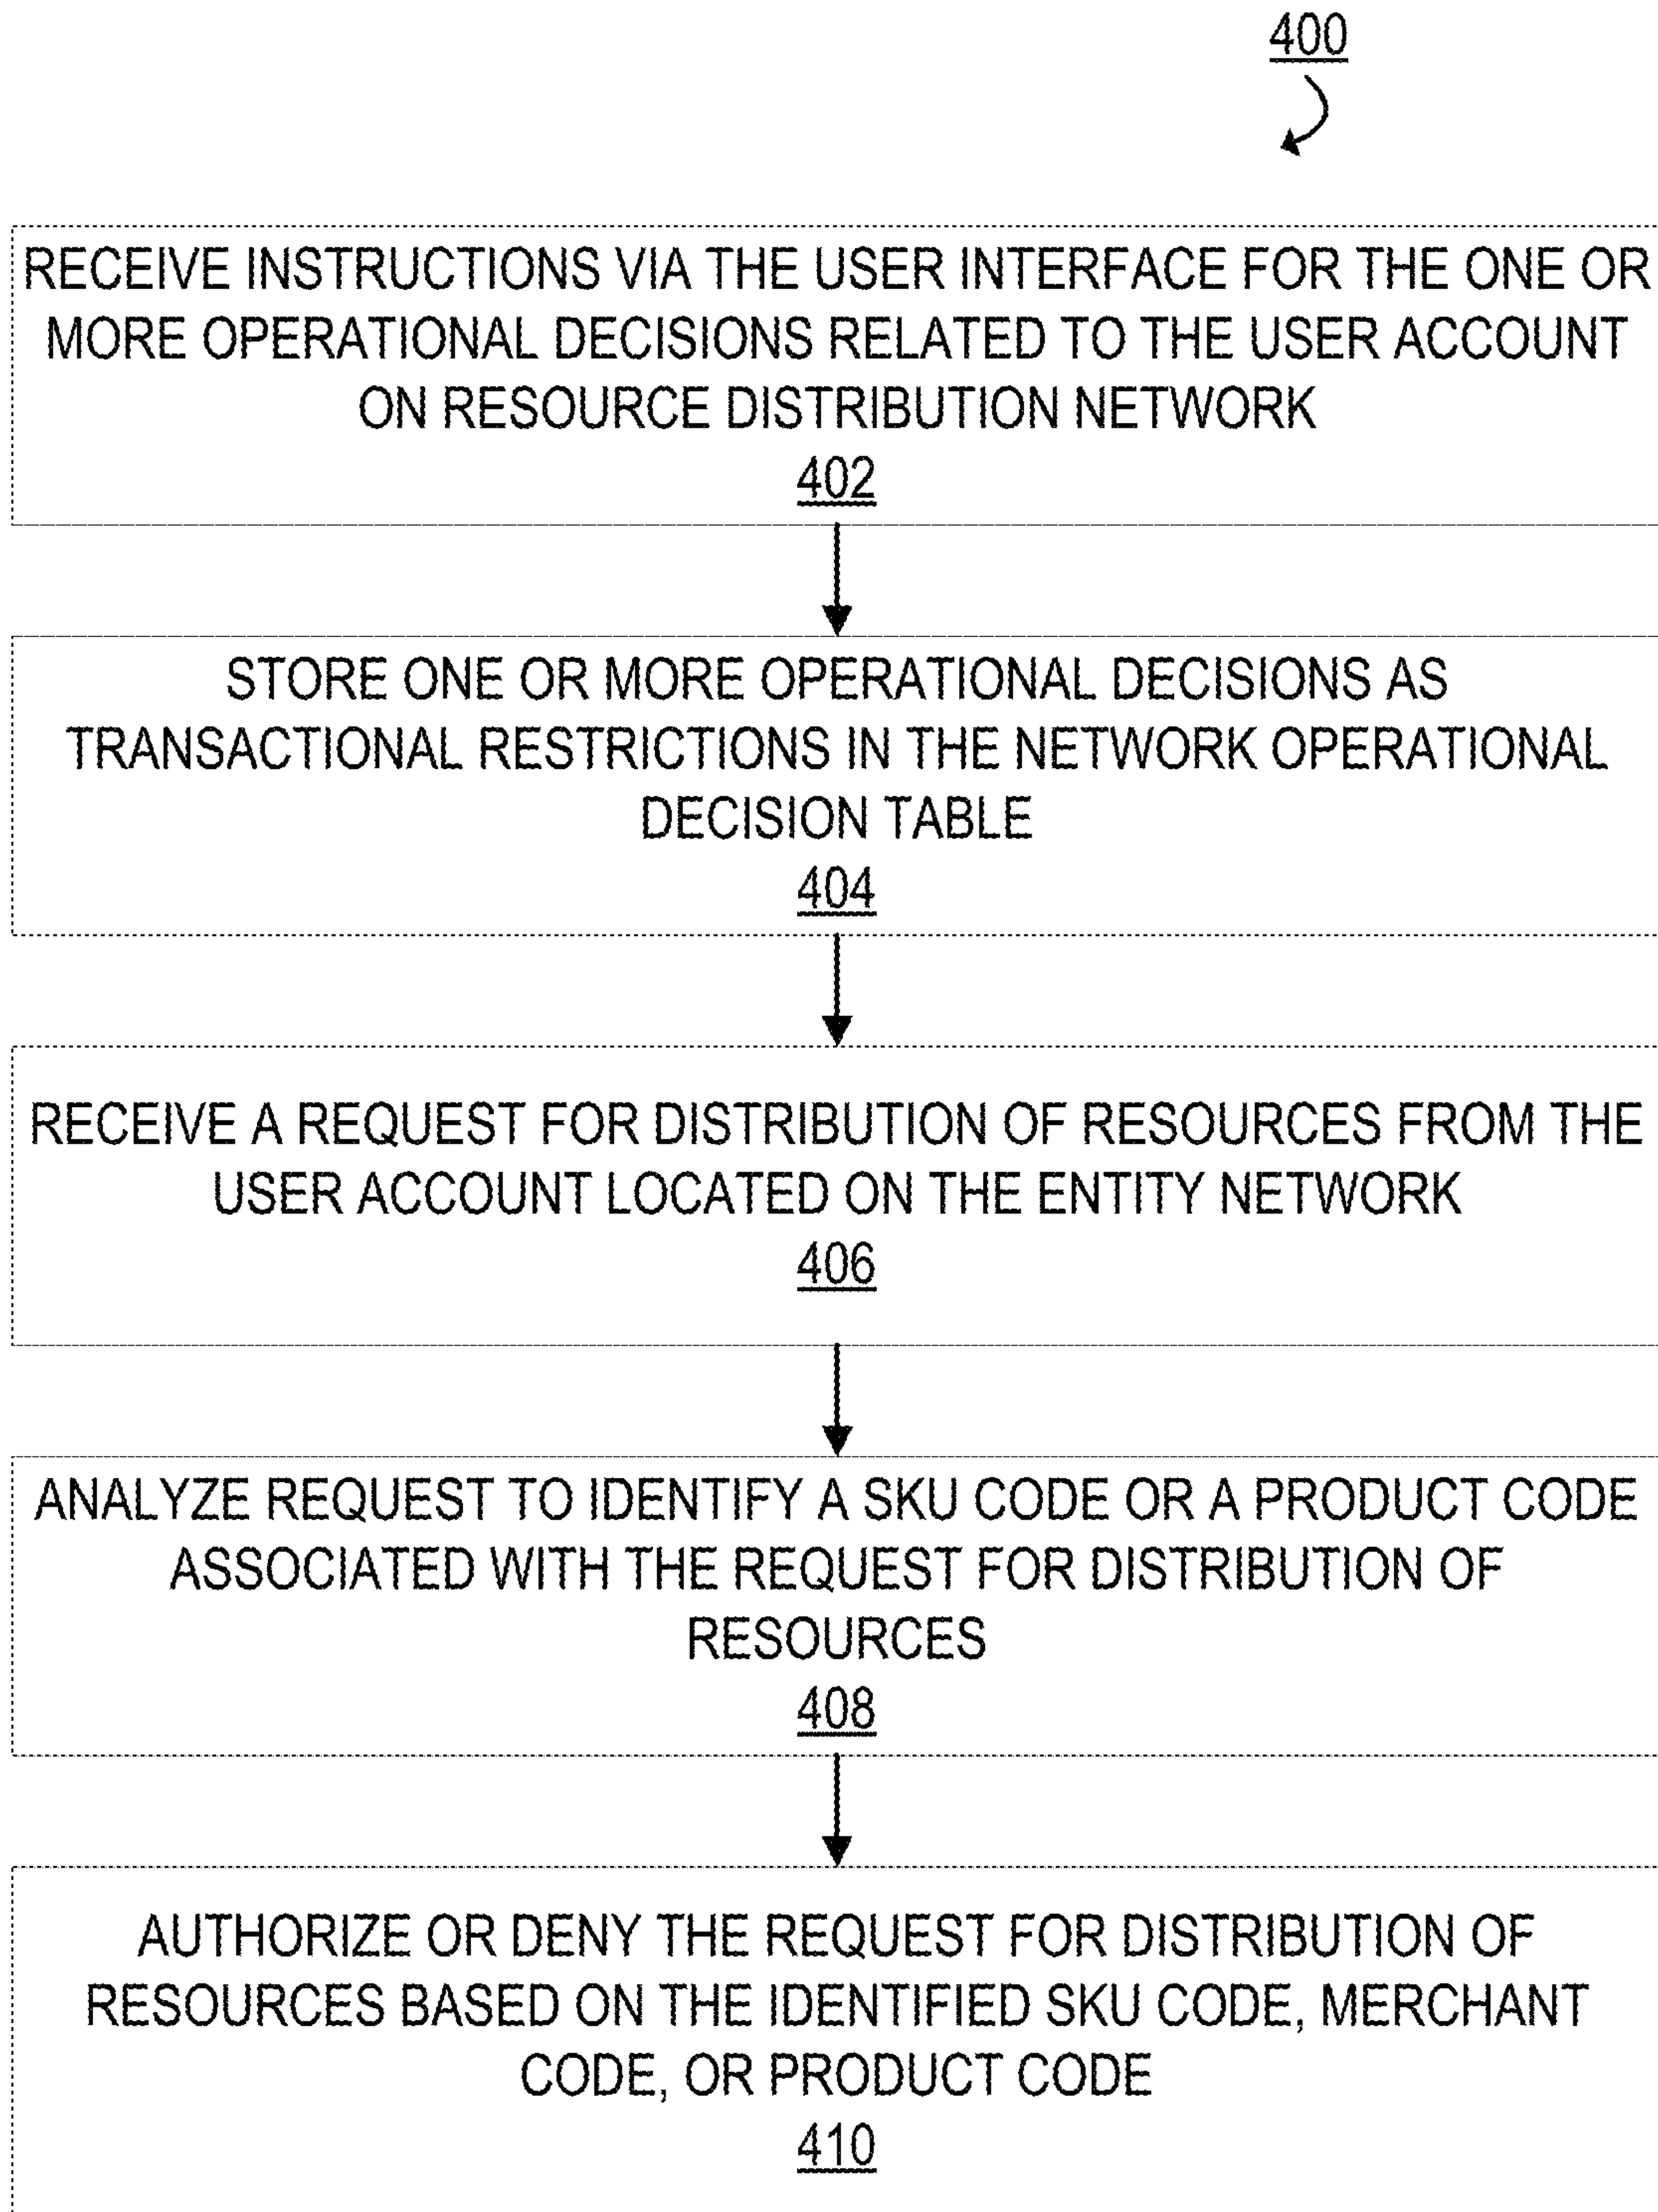 400
RECEIVE INSTRUCTIONS VIA THE USER INTERFACE FOR THE ONE OR
MORE OPERATIONAL DECISIONS RELATED TO THE USER ACCOUNT
ON RESOURCE DISTRIBUTION NETWORK
402
STORE ONE OR MORE OPERATIONAL DECISIONS AS
TRANSACTIONAL RESTRICTIONS IN THE NETWORK OPERATIONAL
DECISION TABLE
404
RECEIVE A REQUEST FOR DISTRIBUTION OF RESOURCES FROM THE
USER ACCOUNT LOCATED ON THE ENTITY NETWORK
406
ANALYZE REQUEST TO IDENTIFY A SKU CODE OR A PRODUCT CODE
ASSOCIATED WITH THE REQUEST FOR DISTRIBUTION OF
RESOURCES
408
AUTHORIZE OR DENY THE REQUEST FOR DISTRIBUTION OF
RESOURCES BASED ON THE IDENTIFIED SKU CODE, MERCHANT
CODE, OR PRODUCT CODE
410